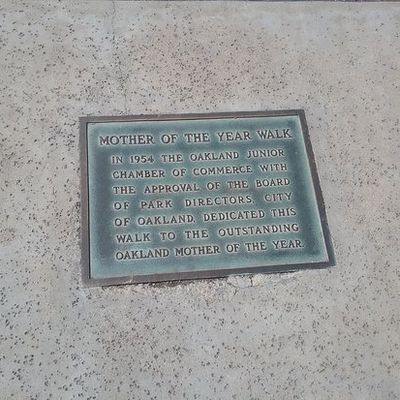 MOTHER OF THE YEAR WALK
IN 1954 THE OAKLAND JUNIOR
CHAMBER OF COMMERCE WITH
THE APPROVAL OF THE BOARD
OF PARK DIRECTORS, CITY
OF OAKLAND, DEDICATED THIS
WALK TO THE OUTSTANDING
OAKLAND MOTHER OF THE YEAR.